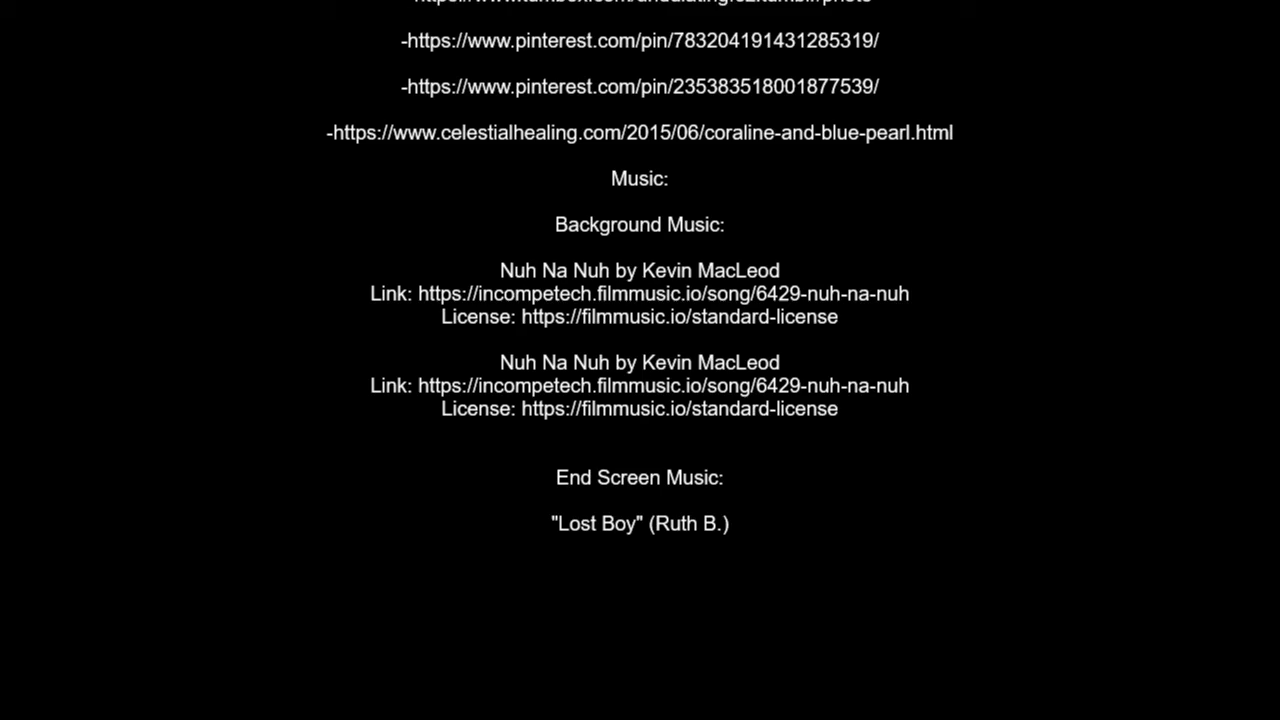 -https://www.pinterest.com/pin/783204191431285319/
-https://www.pinterest.com/pin/235383518001877539/
-https://www.celestialhealing.com/2015/06/coraline-and-blue-pearl.html
Music:
Background Music:
Nuh Na Nuh by Kevin MacLeod
Link: https://incompetech.filmmusic.io/song/6429-nuh-na-nuh
License: https://filmmusic.io/standard-license
Nuh Na Nuh by Kevin MacLeod
Link: https://incompetech.filmmusic.io/song/6429-nuh-na-nuh
License: https://filmmusic.io/standard-license
End Screen Music:
"Lost Boy" (Ruth B.)